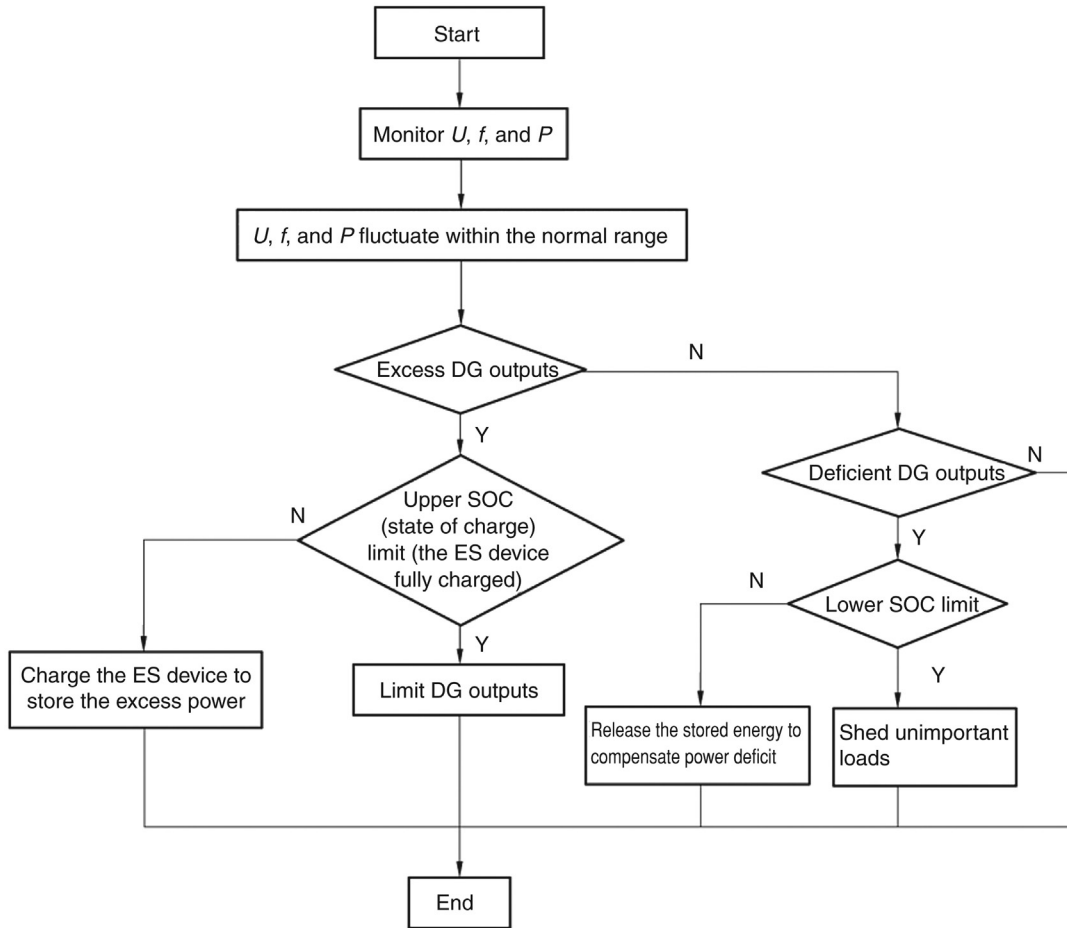 Start
Monitor U, f, and P
U, f, and P fluctuate within the normal range
Excess DG outputs
N
Y
Deficient DG outputs
N
Upper SOC
(state of charge)
limit (the ES device
fully charged)
N
Y
Y
Lower SOC limit
N
Y
Charge the ES device to
store the excess power
Limit DG outputs
Release the stored energy to
compensate power deficit
Shed unimportant
loads
End